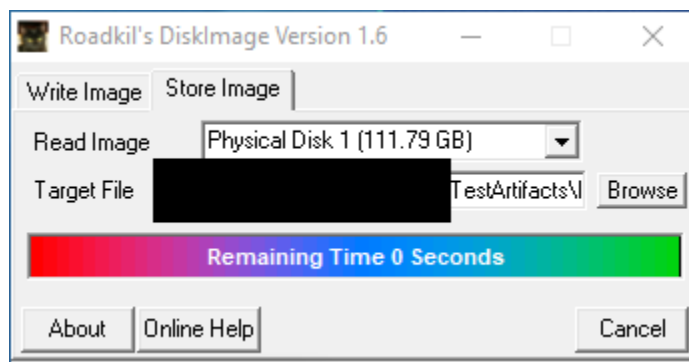 Roadkil's DiskImage Version 1.6
Write Image Store Image
Read Image Physical Disk 1 (111.79 GB)
Target File TestArtifacts\ Browse
Remaining Time 0 Seconds
About Online Help Cancel